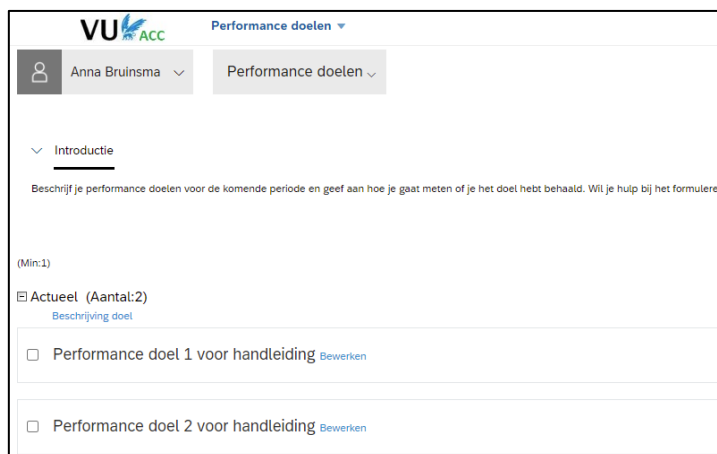 VU ACC Performance doelen
Anna Bruinsma Performance doelen
Introductie
Beschrijf je performance doelen voor de komende periode en geef aan hoe je gaat meten of je het doel hebt behaald. Wil je hulp bij het formulere
(Min:1)
Actueel (Aantal:2)
Beschrijving doel
Performance doel 1 voor handleiding Bewerken
Performance doel 2 voor handleiding Bewerken